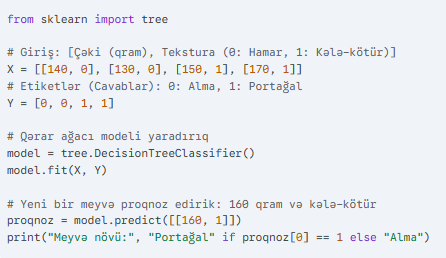 from sklearn import tree
# Giriş: [Çəki (qram), Tekstura (0: Hamar, 1: Kələ-kötür)]
X = [[140, 0], [130, 0], [150, 1], [170, 1]]
# Etiketlər (Cavablar): 0: Alma, 1: Portağal
Y = [0, 0, 1, 1]
# Qərar ağacı modeli yaradırıq
model = tree.DecisionTreeClassifier()
model.fit(X, Y)
# Yeni bir meyvə proqnoz edirik: 160 qram və kələ-kötür
proqnoz = model.predict([[160, 1]])
print("Meyvə növü:", "Portağal" if proqnoz[0] == 1 else "Alma")